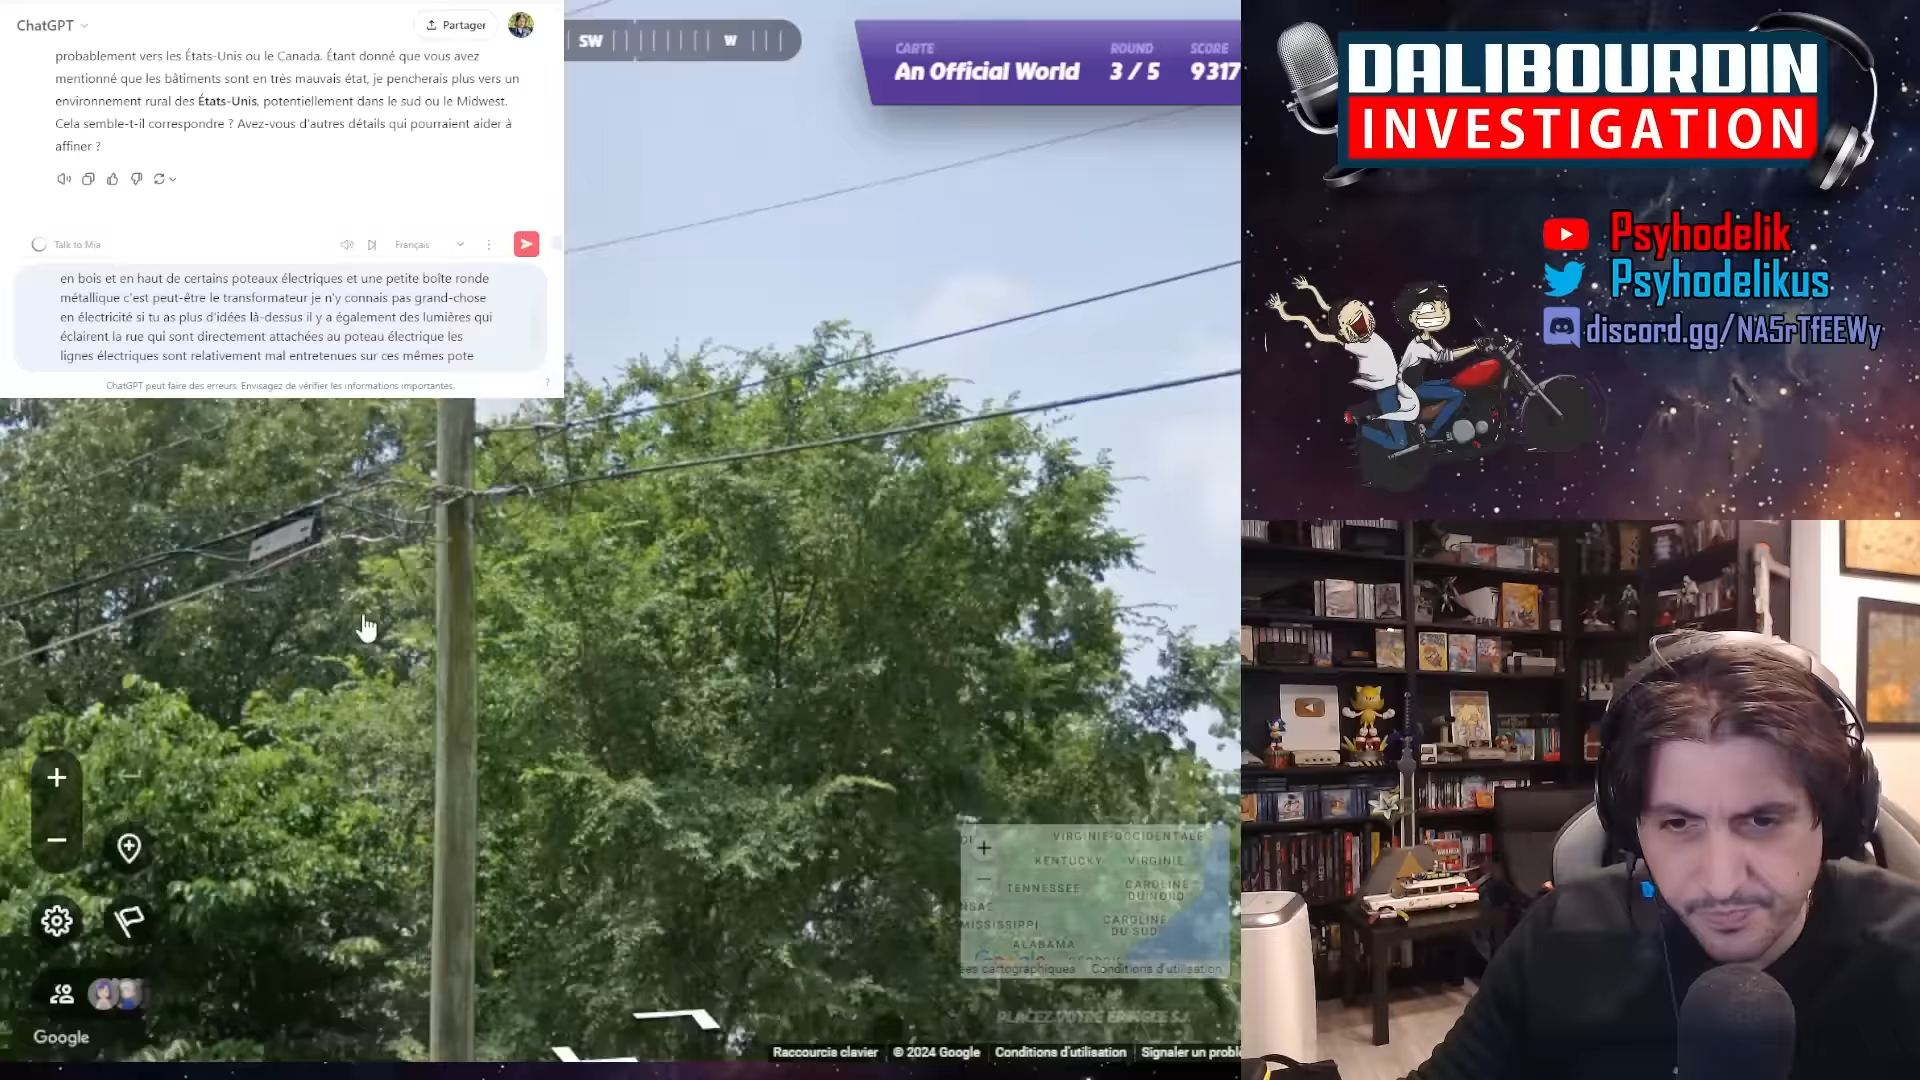 ChatGPT
Partager
probablement vers les États-Unis ou le Canada. Étant donné que vous avez
mentionné que les bâtiments sont en très mauvais état, je pencherais plus vers un
environnement rural des États-Unis, potentiellement dans le sud ou le Midwest.
Cela semble-t-il correspondre ? Avez-vous d'autres détails qui pourraient aider à
affiner ?
Talk to Mia
Français
en bois et en haut de certains poteaux électriques et une petite boîte ronde
métallique c'est peut-être le transformateur je n'y connais pas grand-chose
en électricité si tu as plus d'idées là-dessus il y a également des lumières qui
éclairent la rue qui sont directement attachées au poteau électrique les
lignes électriques sont relativement mal entretenues sur ces mêmes pote
ChatGPT peut faire des erreurs. Envisagez de vérifier les informations importantes.
?
SW
W
CARTE
An Official World
ROUND
3 / 5
SCORE
9317
DALIBOURDIN
INVESTIGATION
Psyhodelik
Psyhodelikus
discord.gg/NA5rTfEEWy
VIRGINIE-OCCIDENTALE
KENTUCKY
VIRGINIE
TENNESSEE
CAROLINE
DU NORD
NSAS
MISSISSIPPI
CAROLINE
DU SUD
ALABAMA
Google
ées cartographiques
Conditions d'utilisation
PLACEZ VOTRE ÉPINGLE S
Google
Raccourcis clavier
© 2024 Google
Conditions d'utilisation
Signaler un problè